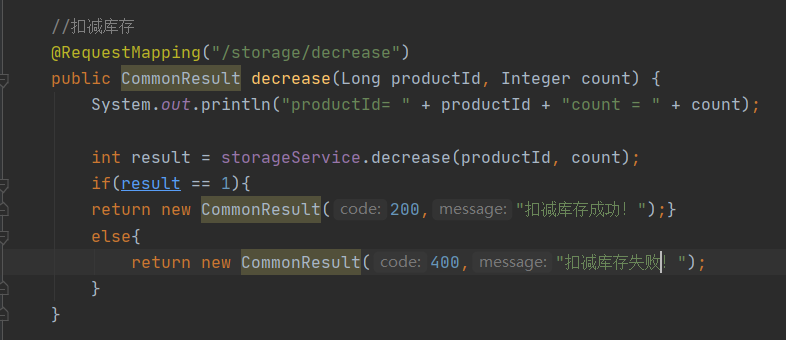 //扣减库存
@RequestMapping("/storage/decrease")
public CommonResult decrease(Long productId, Integer count) {
System.out.println("productId= " + productId + "count = " + count);
int result = storageService.decrease(productId, count);
if(result == 1){
return new CommonResult( code: 200, message: "扣减库存成功! ");}
else{
return new CommonResult( code: 400, message: "扣减库存失败! ");
}
}